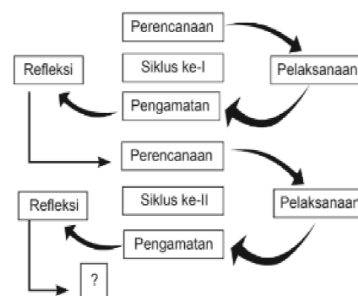 Perencanaan
Refleksi
Siklus ke-I
Pelaksanaan
Pengamatan
Perencanaan
Refleksi
Siklus ke-II
Pelaksanaan
Pengamatan
?